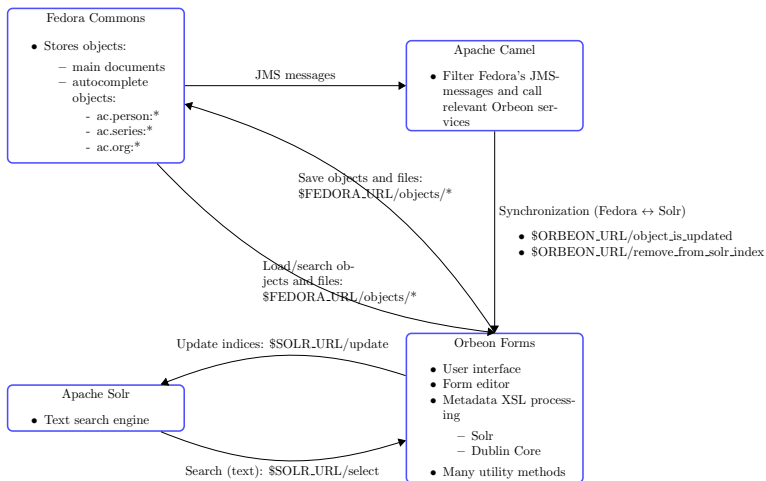 Fedora Commons
• Stores objects:
– main documents
– autocomplete
objects:
- ac.person:*
- ac.series:*
- ac.org:*
JMS messages
Apache Camel
• Filter Fedora's JMS-
messages and call
relevant Orbeon ser-
vices
Save objects and files:
$FEDORA_URL/objects/*
Synchronization (Fedora ↔ Solr)
• $ORBEON_URL/object_is_updated
• $ORBEON_URL/remove_from_solr_index
Load/search ob-
jects and files:
$FEDORA_URL/objects/*
Update indices: $SOLR_URL/update
Orbeon Forms
• User interface
• Form editor
• Metadata XSL process-
ing
– Solr
– Dublin Core
• Many utility methods
Apache Solr
• Text search engine
Search (text): $SOLR_URL/select